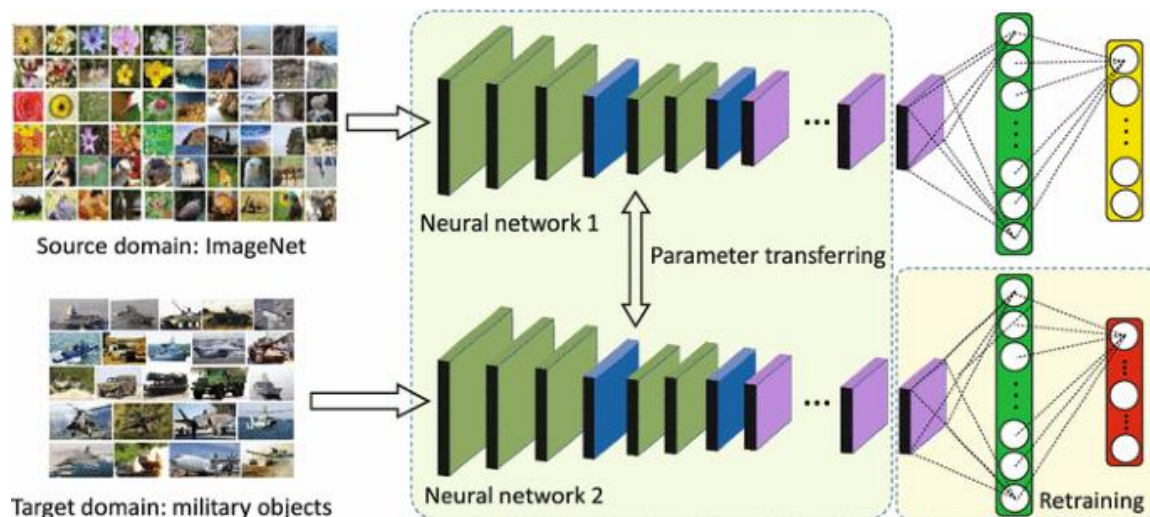 Source domain: ImageNet
Neural network 1
Parameter transferring
Target domain: military objects
Neural network 2
Retraining